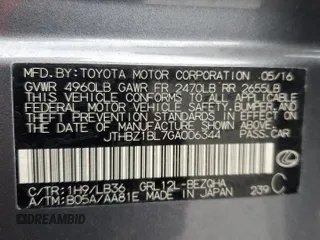 MFD.BY: TOYOTA MOTOR CORPORATION 05/16
GVWR 4960LB GAWR FR 2470LB RR 2655LB
THIS VEHICLE CONFORMS TO ALL APPLICABLE
FEDERAL MOTOR VEHICLE SAFETY,
BUMPER, AND THEFT PREVENTION STANDARDS
IN EFFECT ON THE DATE OF
MANUFACTURE SHOWN ABOVE.
JTHBZ1BL7GA006344 PASS.CAR
C/TR: 1H9/LB36 GRL12L-BEZQHA
A/TM: B05A/AA81E MADE IN JAPAN 239 C
© AUTOBIDMASTER